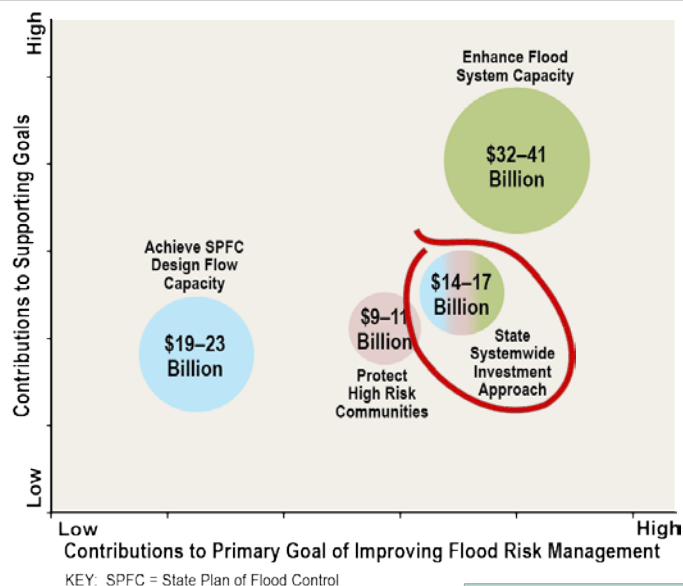 High
Contributions to Supporting Goals
Low
Enhance Flood
System Capacity
$32–41
Billion
Achieve SPFC
Design Flow
Capacity
$19–23
Billion
$9–11
Billion
Protect
High Risk
Communities
$14–17
Billion
State
Systemwide
Investment
Approach
Low
High
Contributions to Primary Goal of Improving Flood Risk Management
KEY: SPFC = State Plan of Flood Control